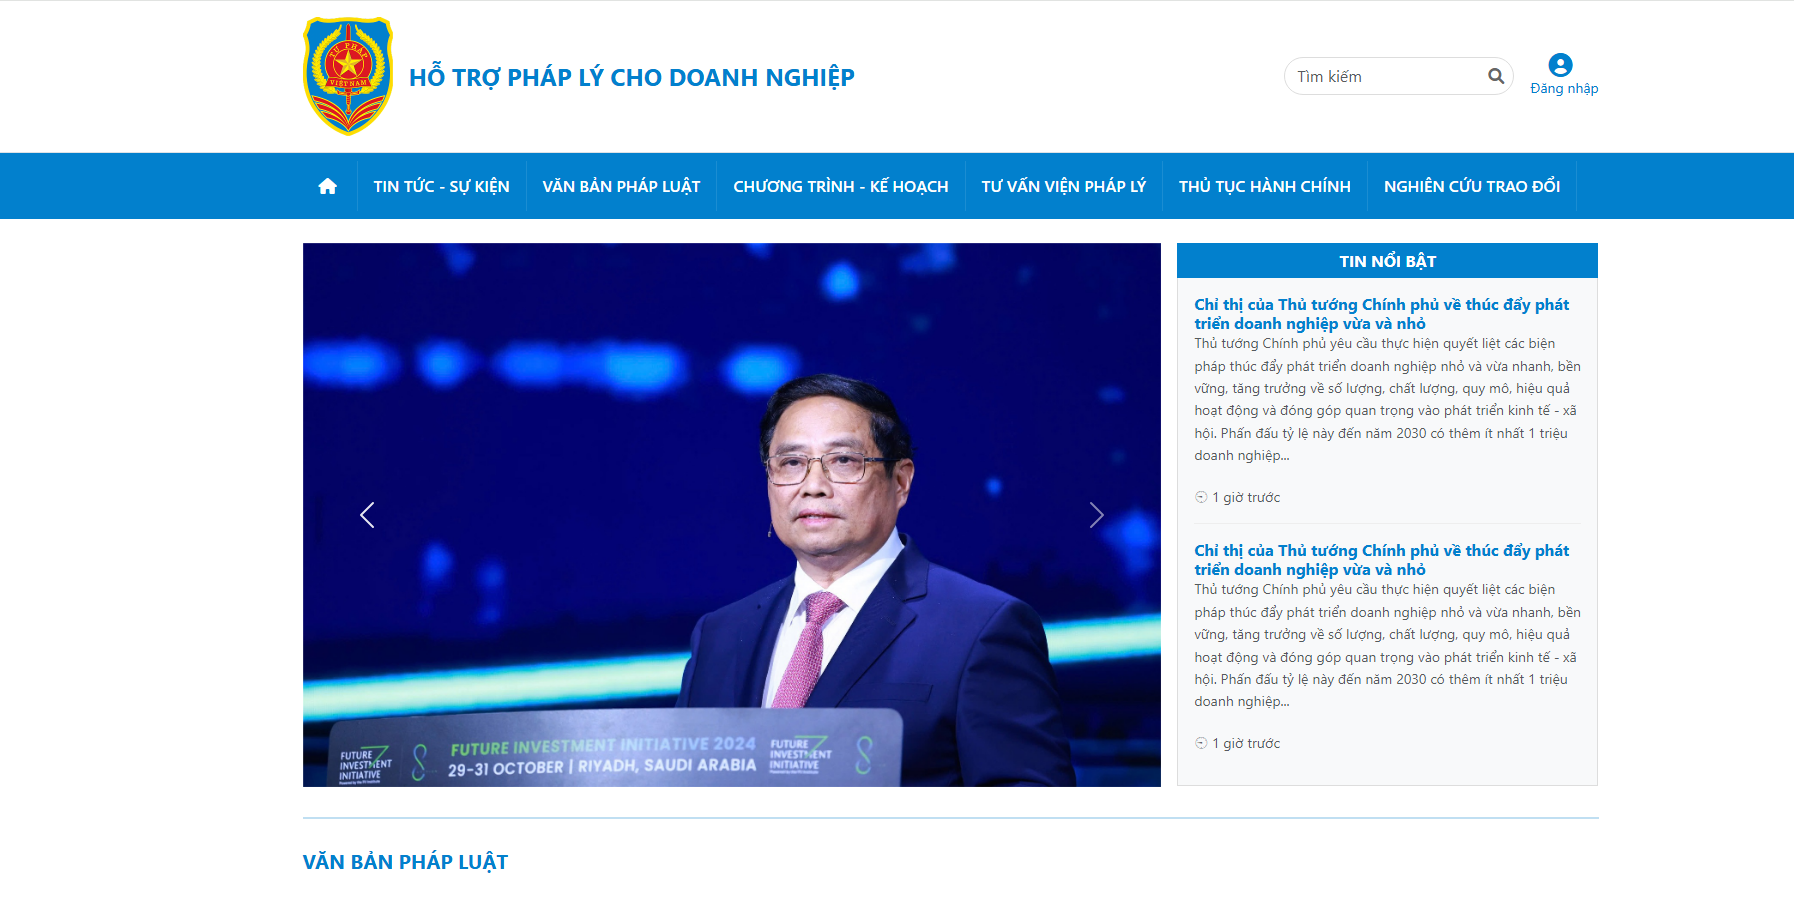 TƯ PHÁP
VIỆT NAM
HỖ TRỢ PHÁP LÝ CHO DOANH NGHIỆP
Tìm kiếm
Đăng nhập
TIN TỨC - SỰ KIỆN
VĂN BẢN PHÁP LUẬT
CHƯƠNG TRÌNH - KẾ HOẠCH
TƯ VẤN VIỆN PHÁP LÝ
THỦ TỤC HÀNH CHÍNH
NGHIÊN CỨU TRAO ĐỔI
FUTURE
INVESTMENT
INITIATIVE
FUTURE INVESTMENT INITIATIVE 2024
29-31 OCTOBER | RIYADH, SAUDI ARABIA
FUTURE
INVESTMENT
INITIATIVE
TIN NỔI BẬT
Chỉ thị của Thủ tướng Chính phủ về thúc đẩy phát
triển doanh nghiệp vừa và nhỏ
Thủ tướng Chính phủ yêu cầu thực hiện quyết liệt các biện
pháp thúc đẩy phát triển doanh nghiệp nhỏ và vừa nhanh, bền
vững, tăng trưởng về số lượng, chất lượng, quy mô, hiệu quả
hoạt động và đóng góp quan trọng vào phát triển kinh tế - xã
hội. Phấn đấu tỷ lệ này đến năm 2030 có thêm ít nhất 1 triệu
doanh nghiệp...
1 giờ trước
Chỉ thị của Thủ tướng Chính phủ về thúc đẩy phát
triển doanh nghiệp vừa và nhỏ
Thủ tướng Chính phủ yêu cầu thực hiện quyết liệt các biện
pháp thúc đẩy phát triển doanh nghiệp nhỏ và vừa nhanh, bền
vững, tăng trưởng về số lượng, chất lượng, quy mô, hiệu quả
hoạt động và đóng góp quan trọng vào phát triển kinh tế - xã
hội. Phấn đấu tỷ lệ này đến năm 2030 có thêm ít nhất 1 triệu
doanh nghiệp...
1 giờ trước
VĂN BẢN PHÁP LUẬT